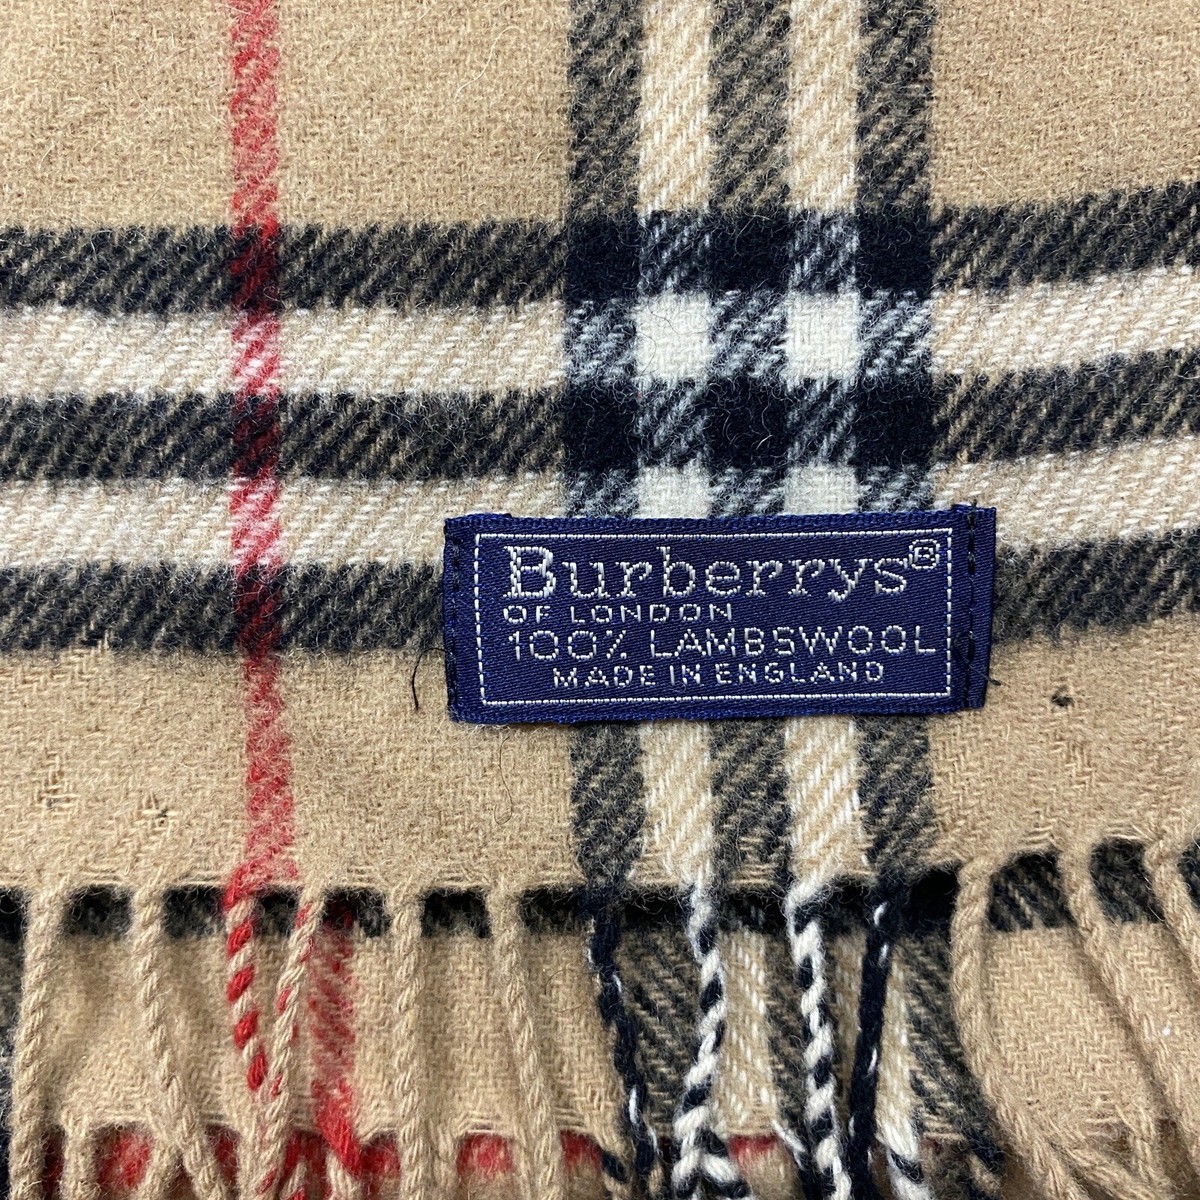 Burberrys®
OF LONDON
100% LAMBSWOOL
MADE IN ENGLAND